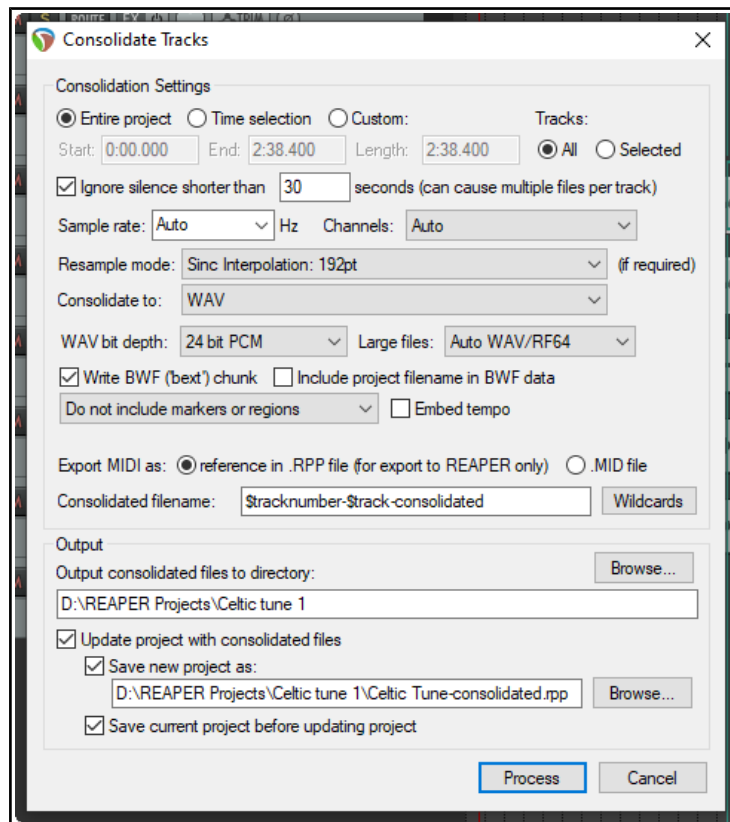 ROUTE FX TRIM
Consolidate Tracks
Consolidation Settings
Entire project Time selection Custom: Tracks:
Start: 0:00.000 End: 2:38.400 Length: 2:38.400 All Selected
Ignore silence shorter than 30 seconds (can cause multiple files per track)
Sample rate: Auto Hz Channels: Auto
Resample mode: Sinc Interpolation: 192pt (if required)
Consolidate to: WAV
WAV bit depth: 24 bit PCM Large files: Auto WAV/RF64
Write BWF ('bext') chunk Include project filename in BWF data
Do not include markers or regions Embed tempo
Export MIDI as: reference in .RPP file (for export to REAPER only) .MID file
Consolidated filename: $tracknumber-$track-consolidated Wildcards
Output
Output consolidated files to directory: Browse...
D:\REAPER Projects\Celtic tune 1
Update project with consolidated files
Save new project as:
D:\REAPER Projects\Celtic tune 1\Celtic Tune-consolidated.rpp Browse...
Save current project before updating project
Process Cancel